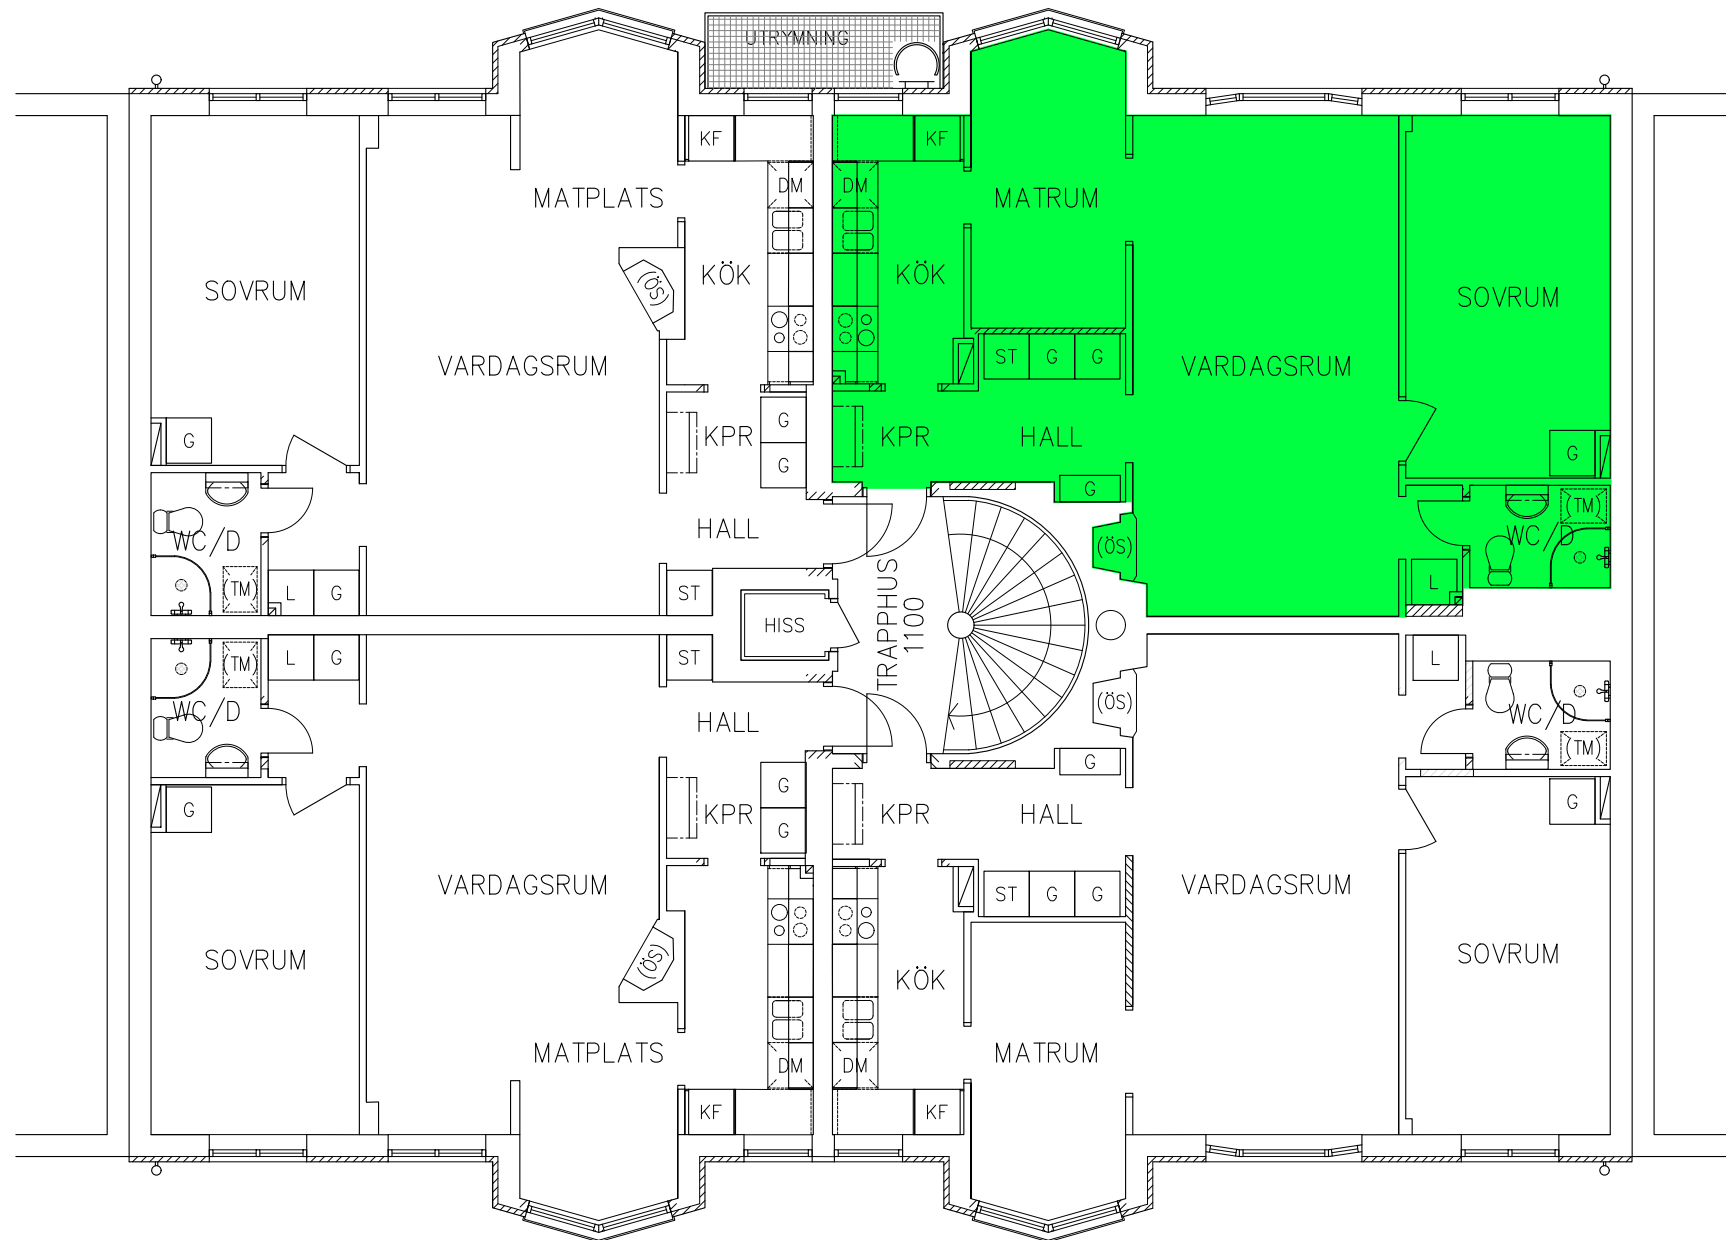 UTRYMNING
KF
KF
DM
DM
MATPLATS
MATRUM
KÖK
KÖK
(ÖS)
SOVRUM
SOVRUM
VARDAGSRUM
ST
G
G
VARDAGSRUM
G
KPR
G
G
KPR
HALL
G
G
WC/D
HALL
(TM)
WC/D
(ÖS)
(TM)
L
G
ST
TRAPPHUS
1100
L
HISS
(TM)
L
G
ST
L
WC/D
HALL
(ÖS)
WC/D
(TM)
G
G
G
G
G
KPR
KPR
HALL
VARDAGSRUM
ST
G
G
VARDAGSRUM
SOVRUM
(ÖS)
KÖK
SOVRUM
MATPLATS
MATRUM
DM
DM
KF
KF